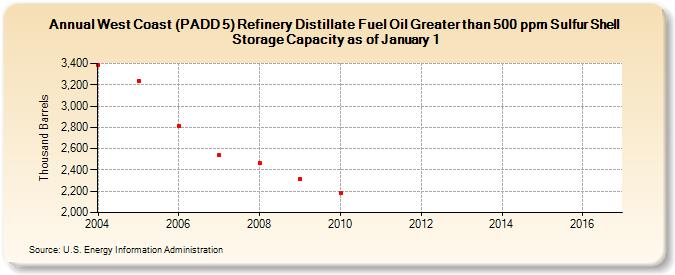 Annual West Coast (PADD 5) Refinery Distillate Fuel Oil Greater than 500 ppm Sulfur Shell
Storage Capacity as of January 1
Thousand Barrels
3,400
3,200
3,000
2,800
2,600
2,400
2,200
2,000
2004 2006 2008 2010 2012 2014 2016
Source: U.S. Energy Information Administration